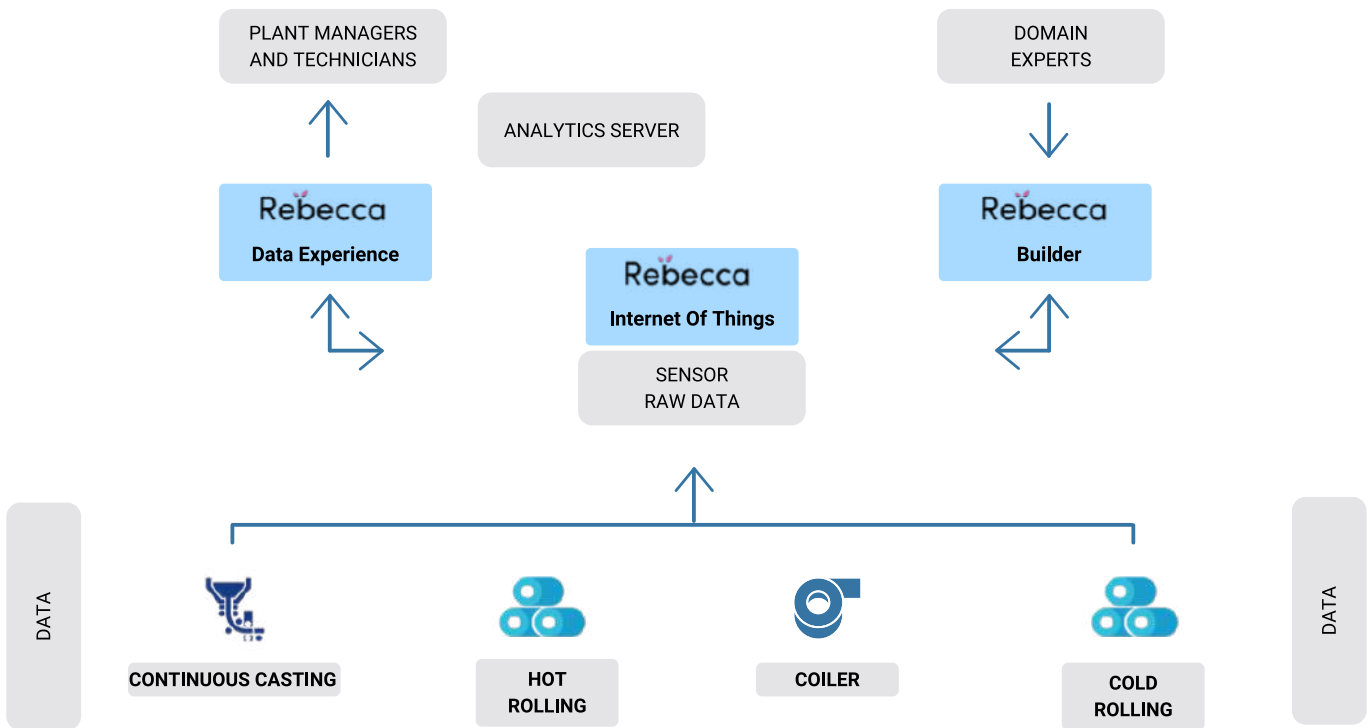 PLANT MANAGERS
AND TECHNICIANS
DOMAIN
EXPERTS
ANALYTICS SERVER
Rebecca
Data Experience
Rebecca
Builder
Rebecca
Internet Of Things
SENSOR
RAW DATA
DATA
DATA
CONTINUOUS CASTING
HOT
ROLLING
COILER
COLD
ROLLING